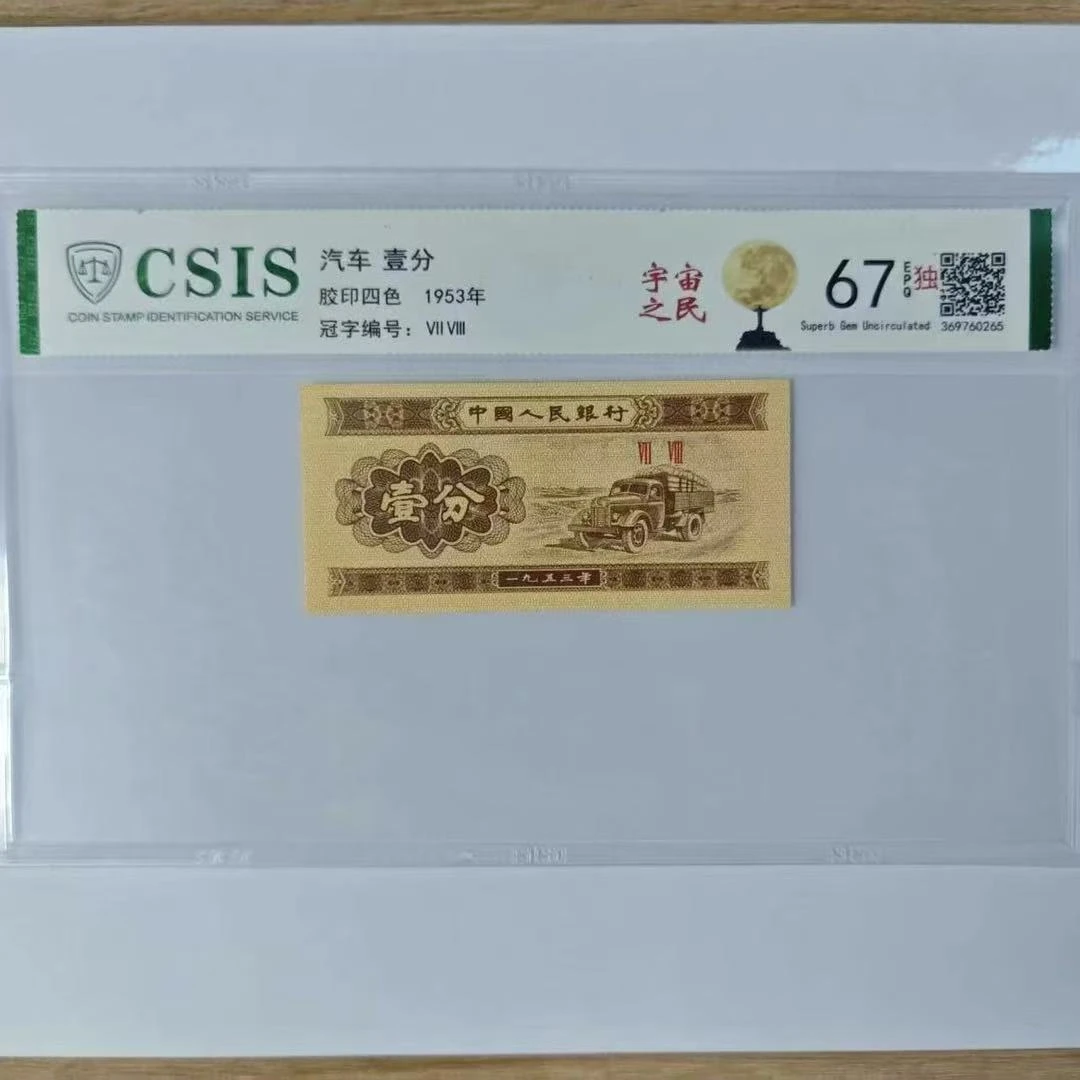 CSIS
COIN STAMP IDENTIFICATION SERVICE
汽车 壹分
胶印四色 1953年
冠字编号: Ⅶ Ⅷ
宇宙
之民
67
EPQ
独
Superb Gem Uncirculated
369760265
中國人民銀行
Ⅶ Ⅷ
壹分
一九五三年